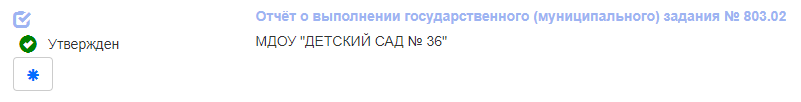 Отчёт о выполнении государственного (муниципального) задания № 803.02
Утвержден
МДОУ "ДЕТСКИЙ САД № 36"